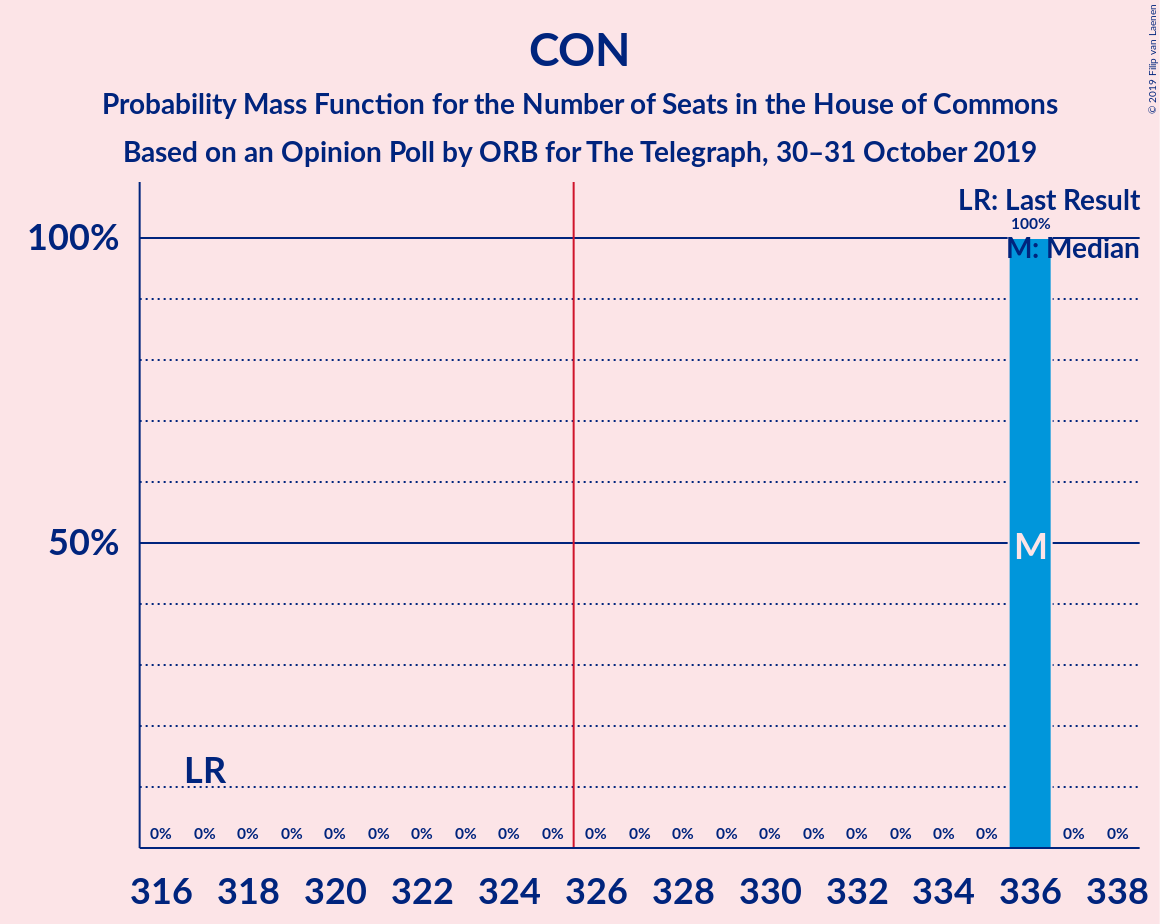 CON
Probability Mass Function for the Number of Seats in the House of Commons
Based on an Opinion Poll by ORB for The Telegraph, 30–31 October 2019
© 2019 Filip van Laenen
LR: Last Result
100%
M: Median
100%
50%
M
LR
0% 0% 0% 0% 0% 0% 0% 0% 0% 0% 0% 0% 0% 0% 0% 0% 0% 0% 0% 0% 0% 0%
316 318 320 322 324 326 328 330 332 334 336 338